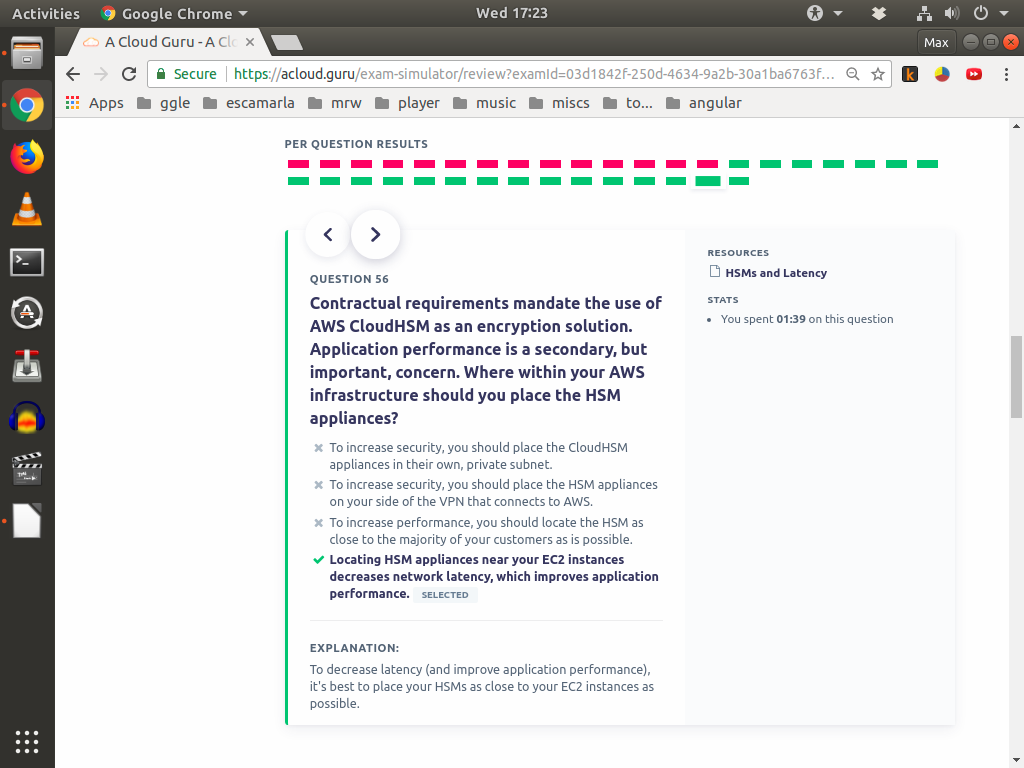 Activities Google Chrome Wed 17:23
A Cloud Guru - A Clo Max
Secure https://acloud.guru/exam-simulator/review?examId=03d1842f-250d-4634-9a2b-30a1ba6763f...
Apps ggle escamarla mrw player music miscs to... angular
PER QUESTION RESULTS
QUESTION 56
Contractual requirements mandate the use of
AWS CloudHSM as an encryption solution.
Application performance is a secondary, but
important, concern. Where within your AWS
infrastructure should you place the HSM
appliances?
To increase security, you should place the CloudHSM
appliances in their own, private subnet.
To increase security, you should place the HSM appliances
on your side of the VPN that connects to AWS.
To increase performance, you should locate the HSM as
close to the majority of your customers as is possible.
Locating HSM appliances near your EC2 instances
decreases network latency, which improves application
performance. SELECTED
EXPLANATION:
To decrease latency (and improve application performance),
it's best to place your HSMs as close to your EC2 instances as
possible.
RESOURCES
HSMs and Latency
STATS
You spent 01:39 on this question